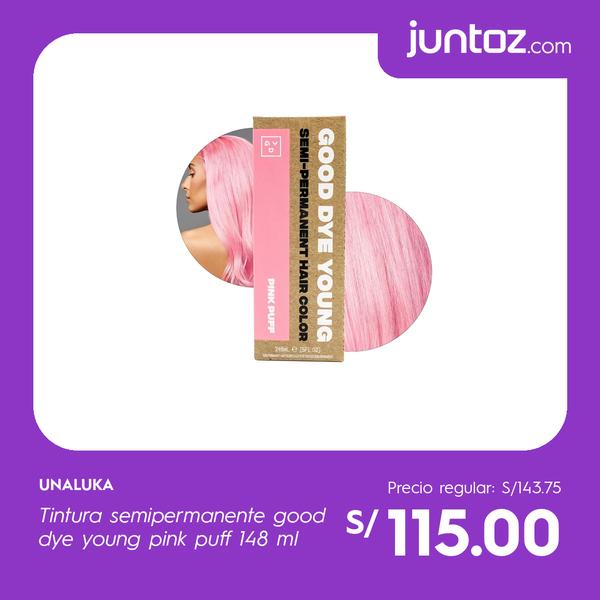 juntoz.com
GOOD DYE YOUNG
SEMI-PERMANENT HAIR COLOR
PINK PUFF
UNALUKA
Tintura semipermanente good
dye young pink puff 148 ml
Precio regular: S/143.75
S/115.00